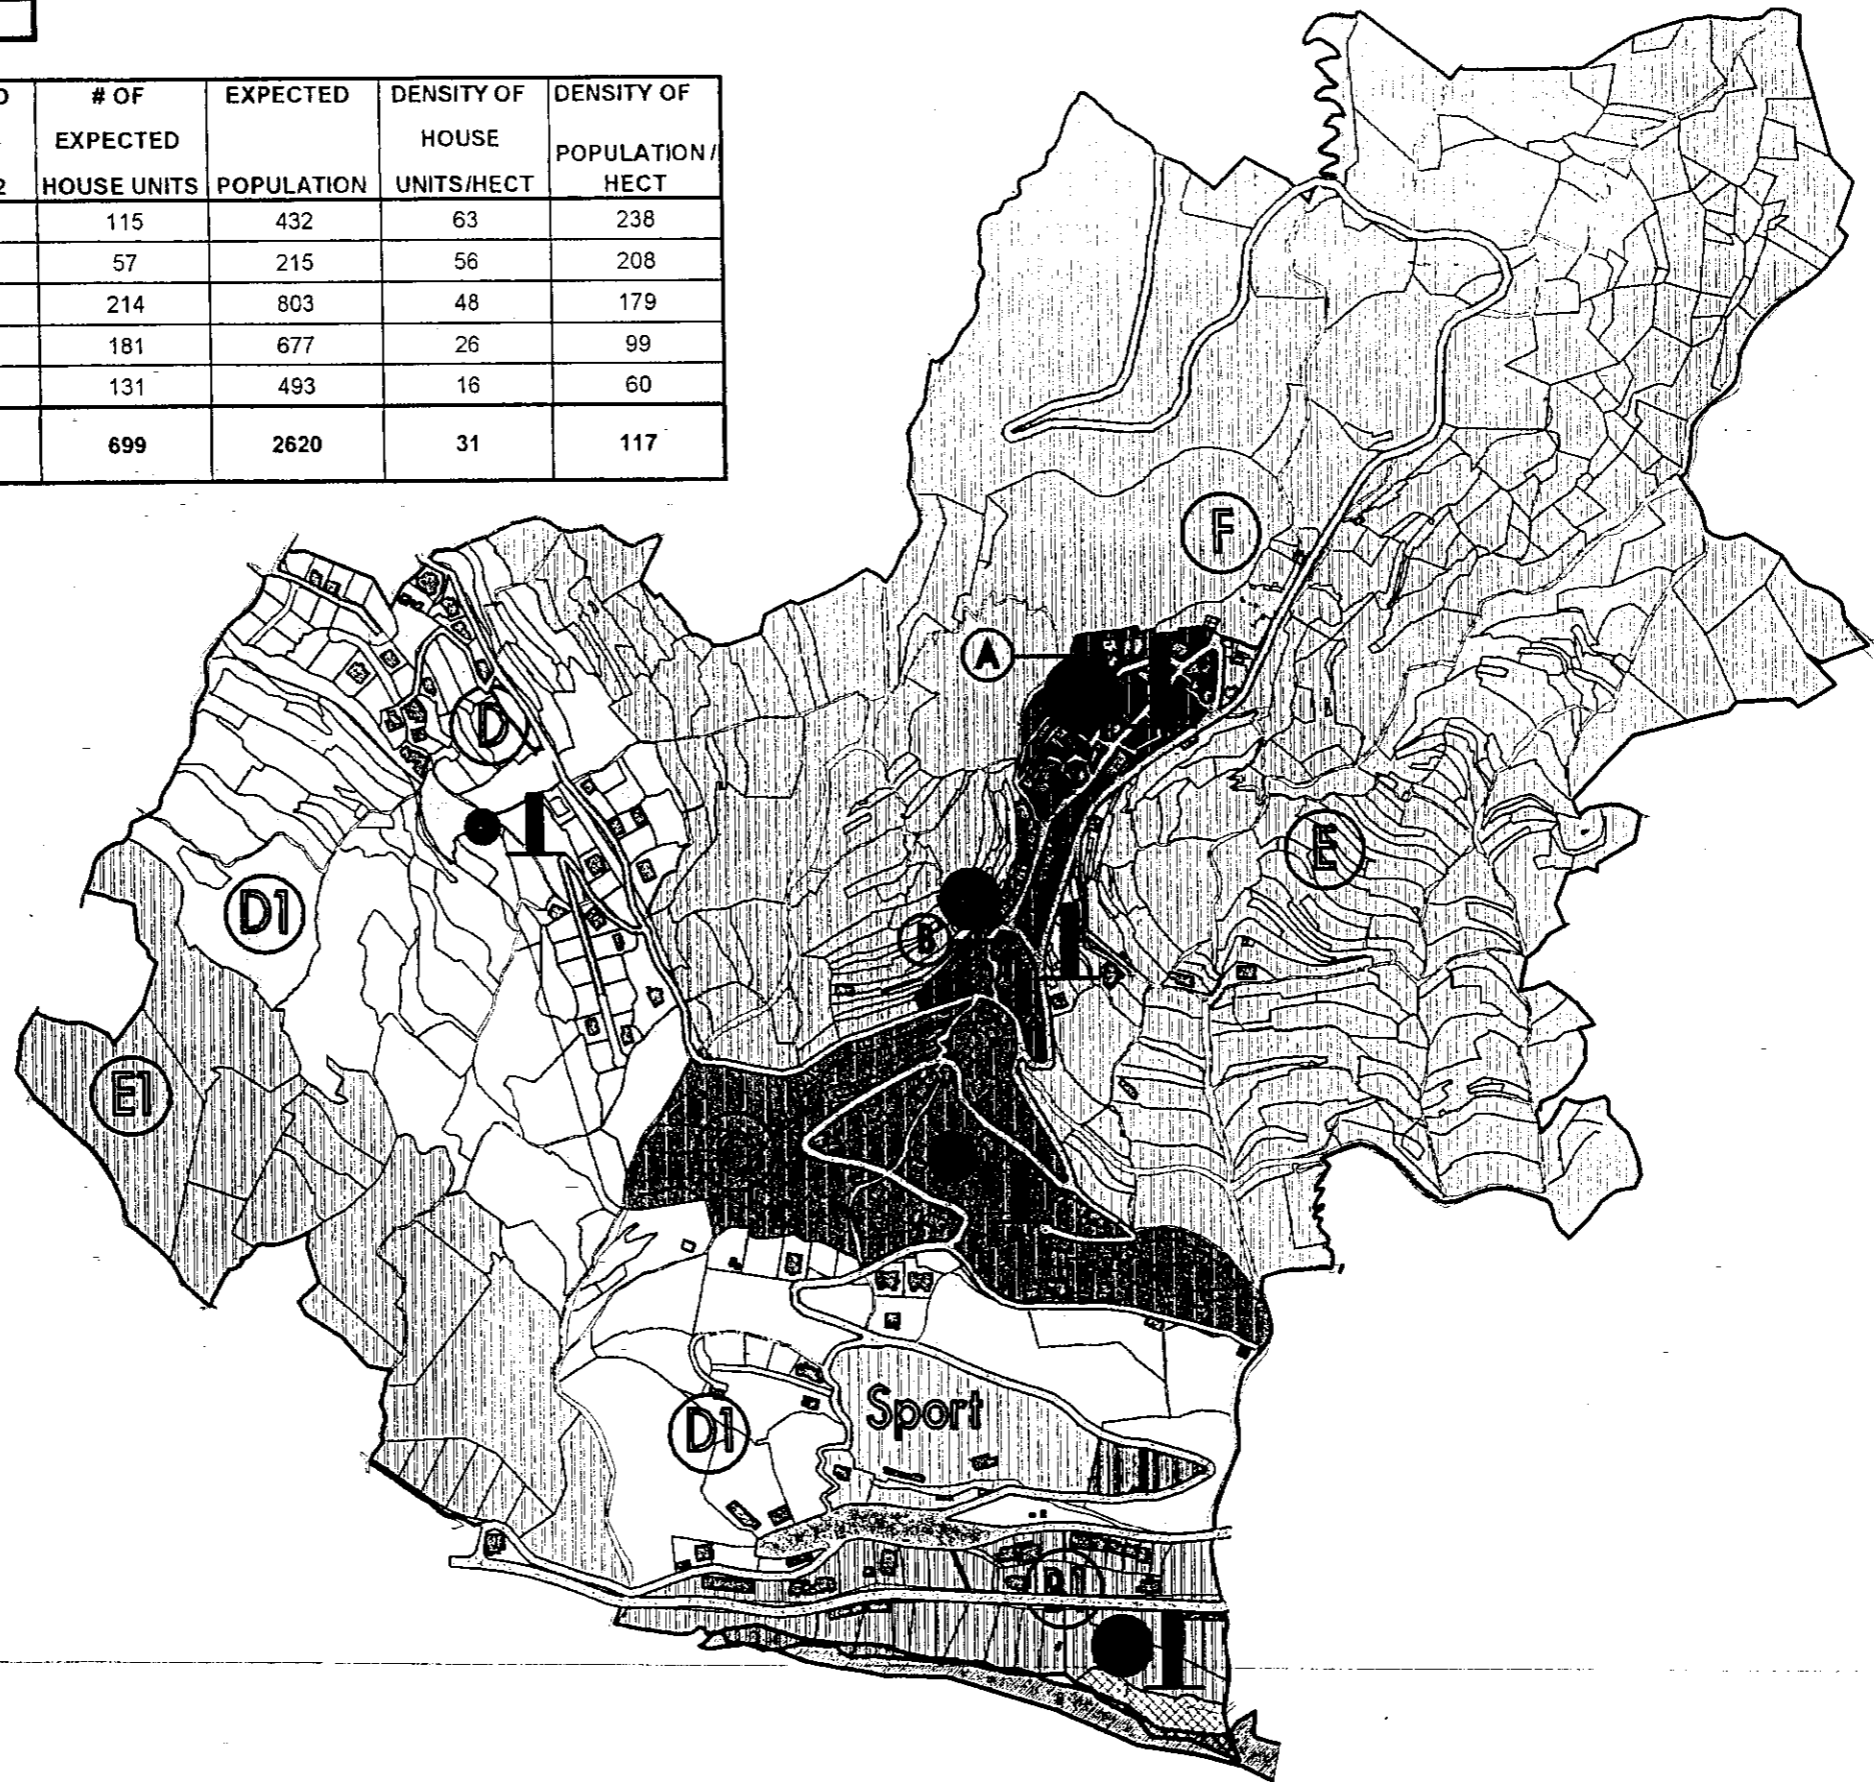 # OF EXPECTED DENSITY OF DENSITY OF
EXPECTED HOUSE POPULATION /
HOUSE UNITS POPULATION UNITS/HECT HECT
115 432 63 238
57 215 56 208
214 803 48 179
181 677 26 99
131 493 16 60
699 2620 31 117
F
A
D
E
D1
B
E1
Sport
D1
B1